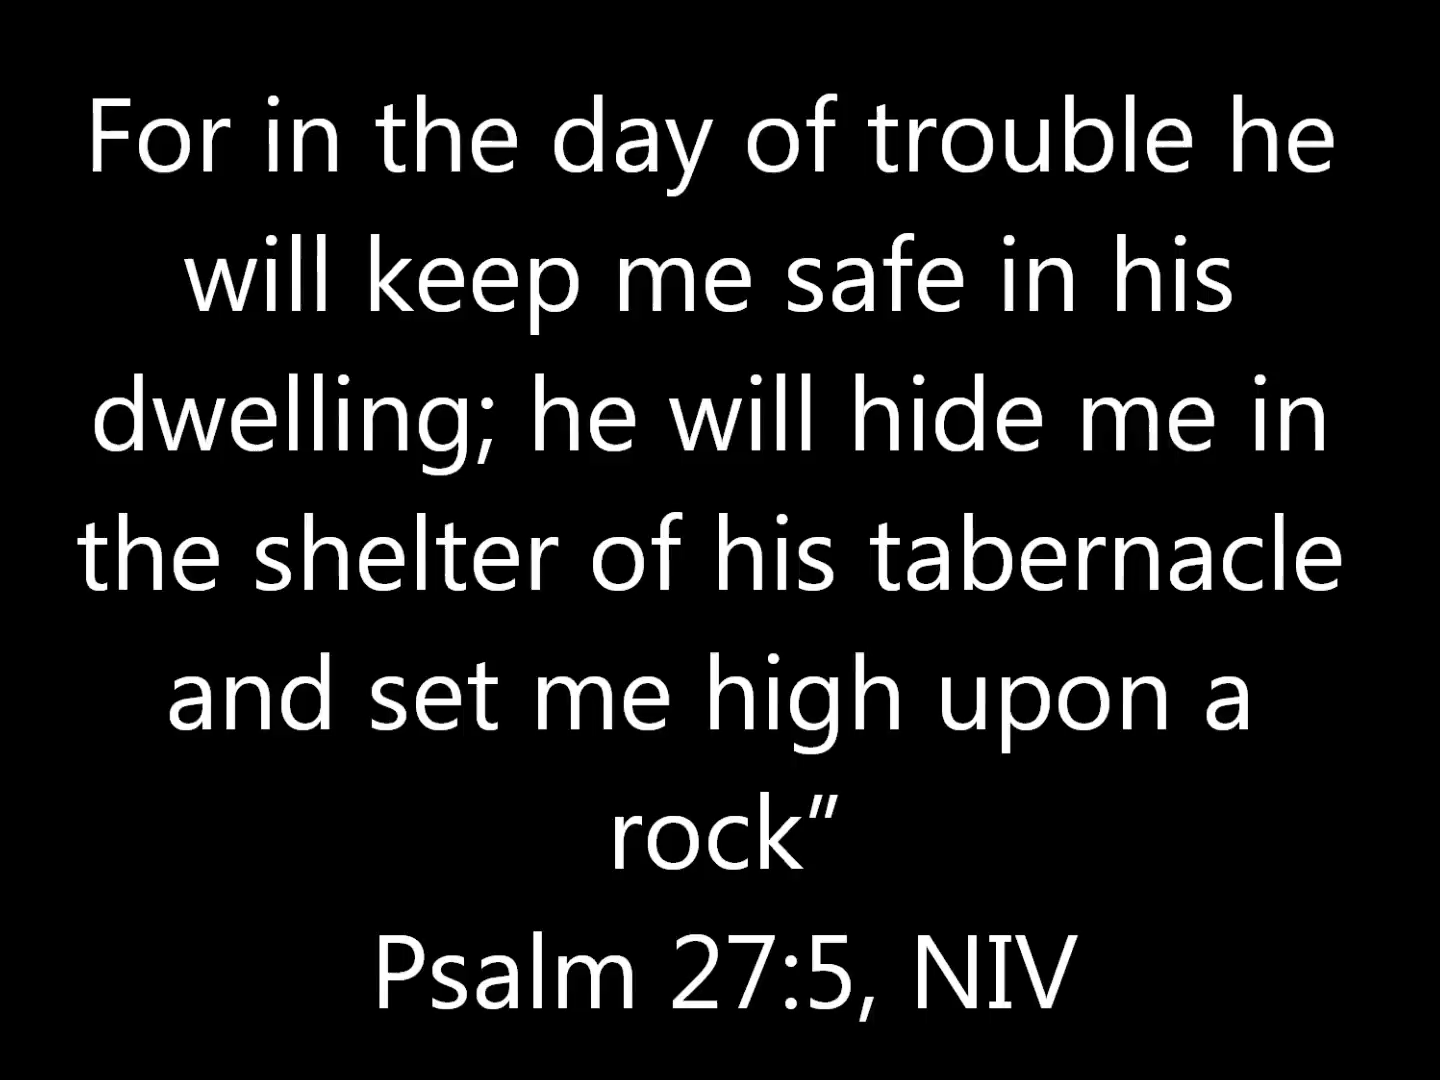 For in the day of trouble he
will keep me safe in his
dwelling; he will hide me in
the shelter of his tabernacle
and set me high upon a
rock”
Psalm 27:5, NIV